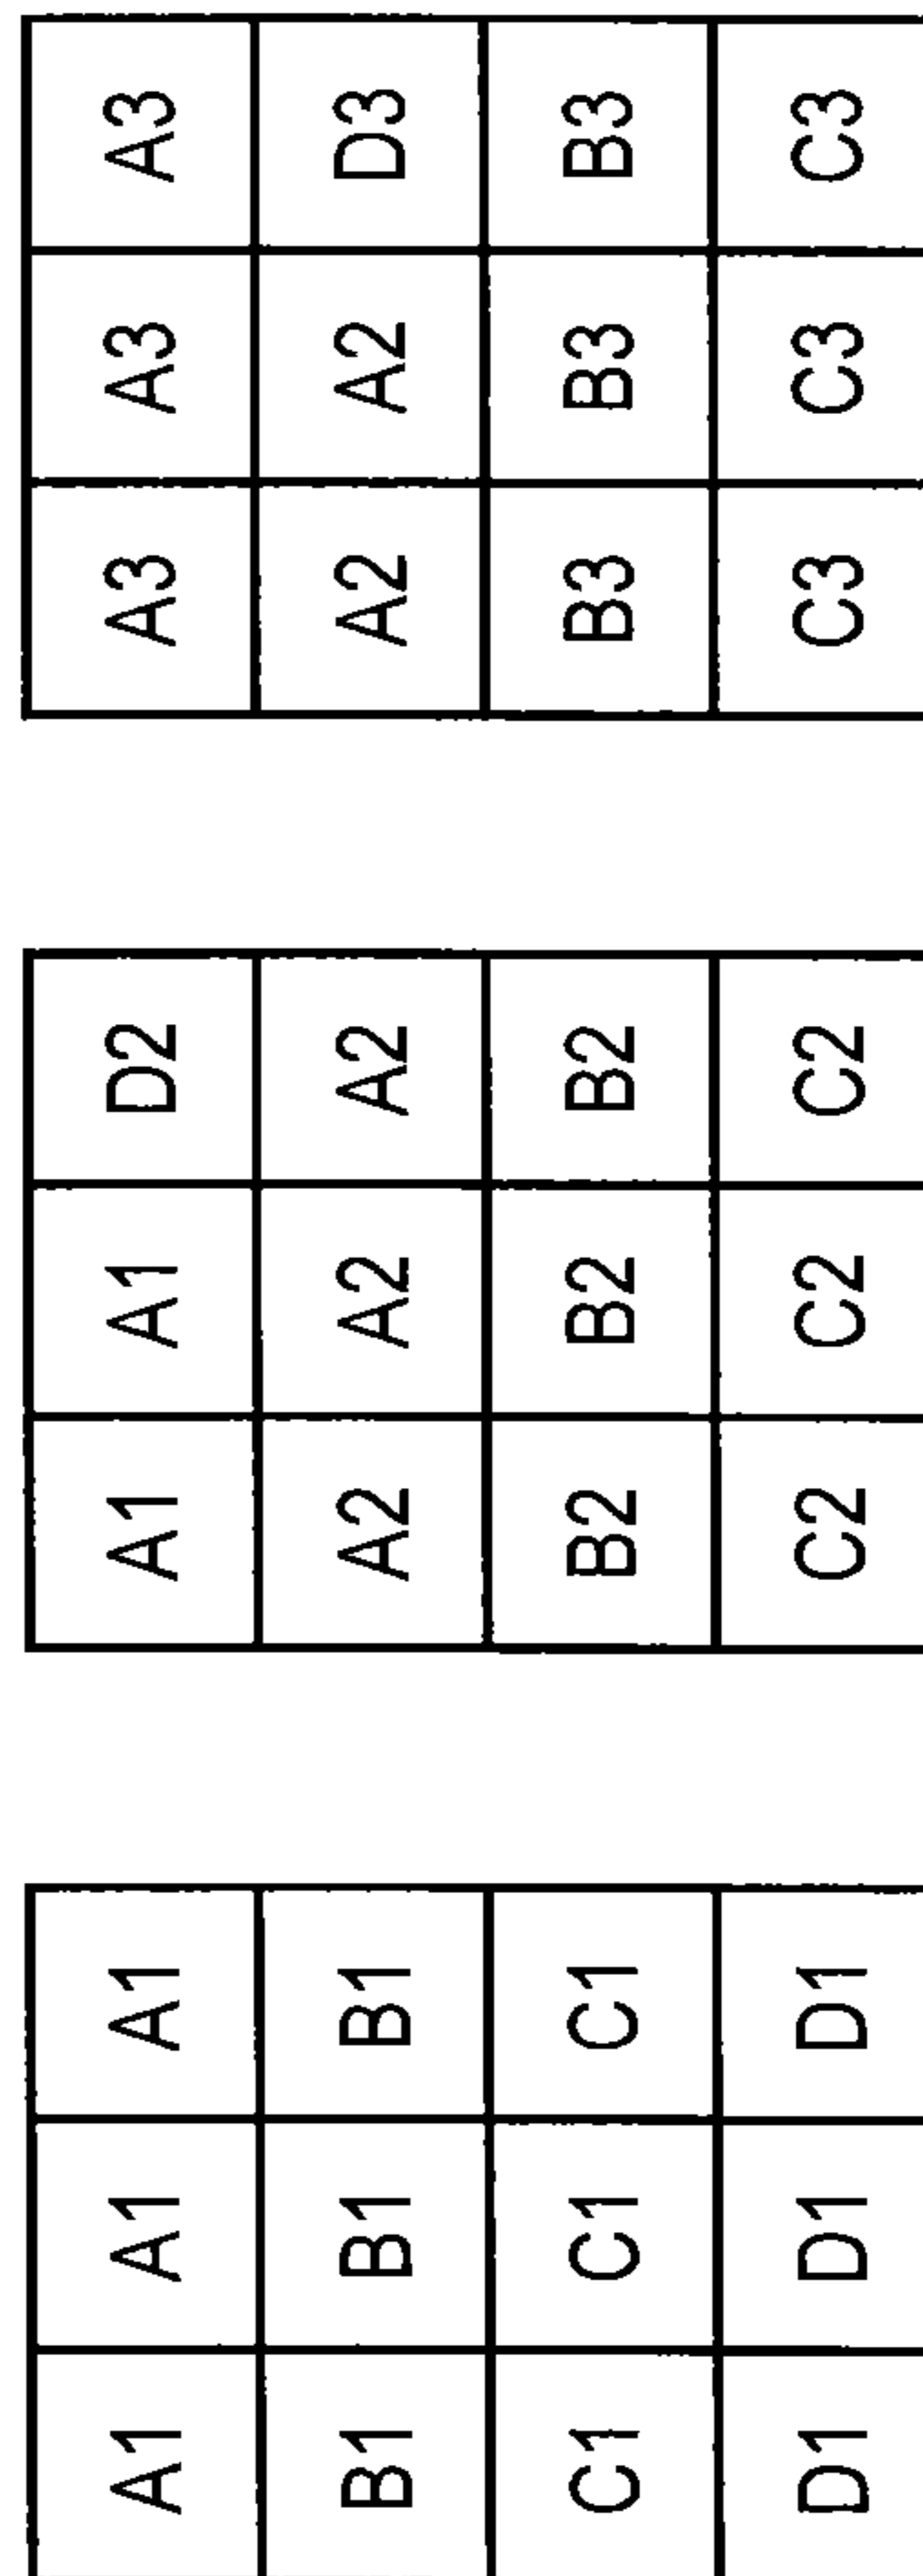 A1 A1 A1 A1 A1 D2 A3 A3 A3
B1 B1 B1 A2 A2 A2 A2 A2 D3
C1 C1 C1 B2 B2 B2 B3 B3 B3
D1 D1 D1 C2 C2 C2 C3 C3 C3